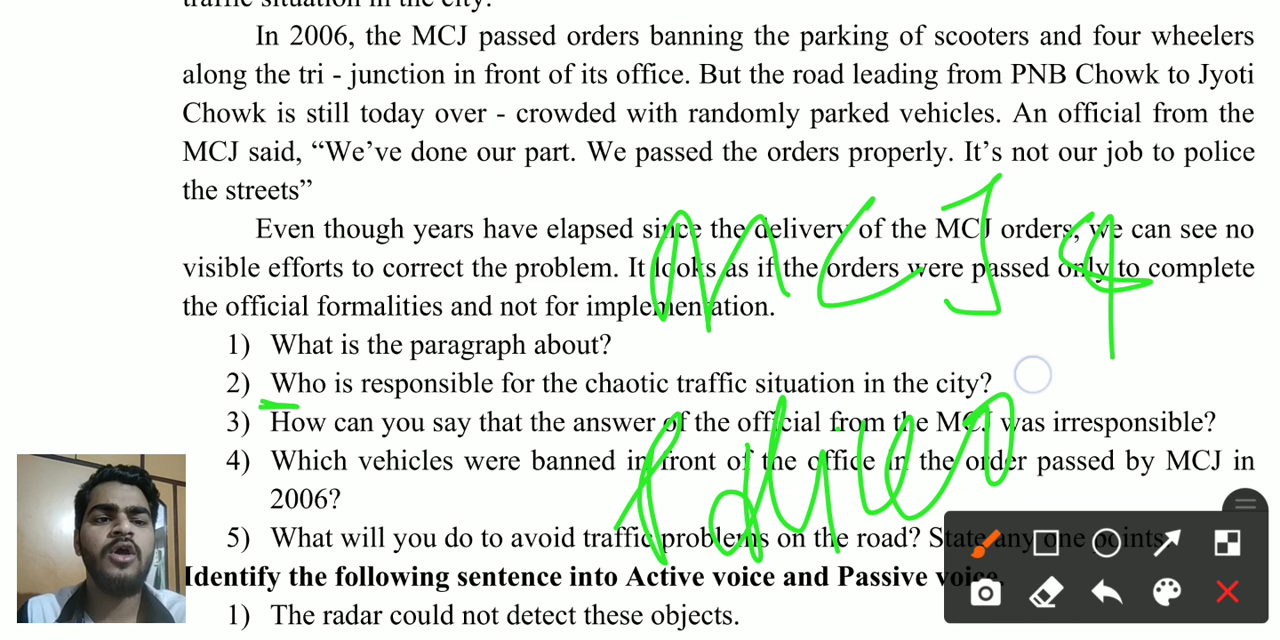 traffic situation in the city.
In 2006, the MCJ passed orders banning the parking of scooters and four wheelers
along the tri - junction in front of its office. But the road leading from PNB Chowk to Jyoti
Chowk is still today over - crowded with randomly parked vehicles. An official from the
MCJ said, “We’ve done our part. We passed the orders properly. It’s not our job to police
the streets”
Even though years have elapsed since the delivery of the MCJ orders, we can see no
visible efforts to correct the problem. It looks as if the orders were passed only to complete
the official formalities and not for implementation.
MCJ &
1) What is the paragraph about?
2) Who is responsible for the chaotic traffic situation in the city?
3) How can you say that the answer of the official from the MCJ was irresponsible?
4) Which vehicles were banned in front of the office in the order passed by MCJ in
2006?
5) What will you do to avoid traffic problems on the road? State any one points.
Identify the following sentence into Active voice and Passive voice.
1) The radar could not detect these objects.